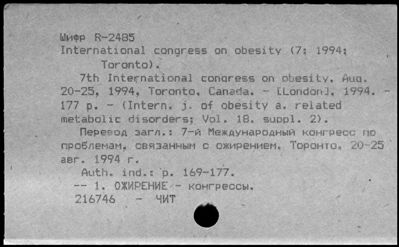 Шифр R-2485
International congress on obesity (7; 1994;
Toronto).
7th International congress on obesity, Aug.
20-25, 1994, Toronto, Canada. - [London], 1994. -
177 p. - (Intern. j. of obesity a. related
metabolic disorders; Vol. 18, suppl. 2).
Перевод загл.: 7-й Международный конгресс по
проблемам, связанным с ожирением, Торонто, 20-25
авг. 1994 г.
Auth. ind.: p. 169-177.
-- 1. ОЖИРЕНИЕ - конгрессы.
216746 - ЧИТ